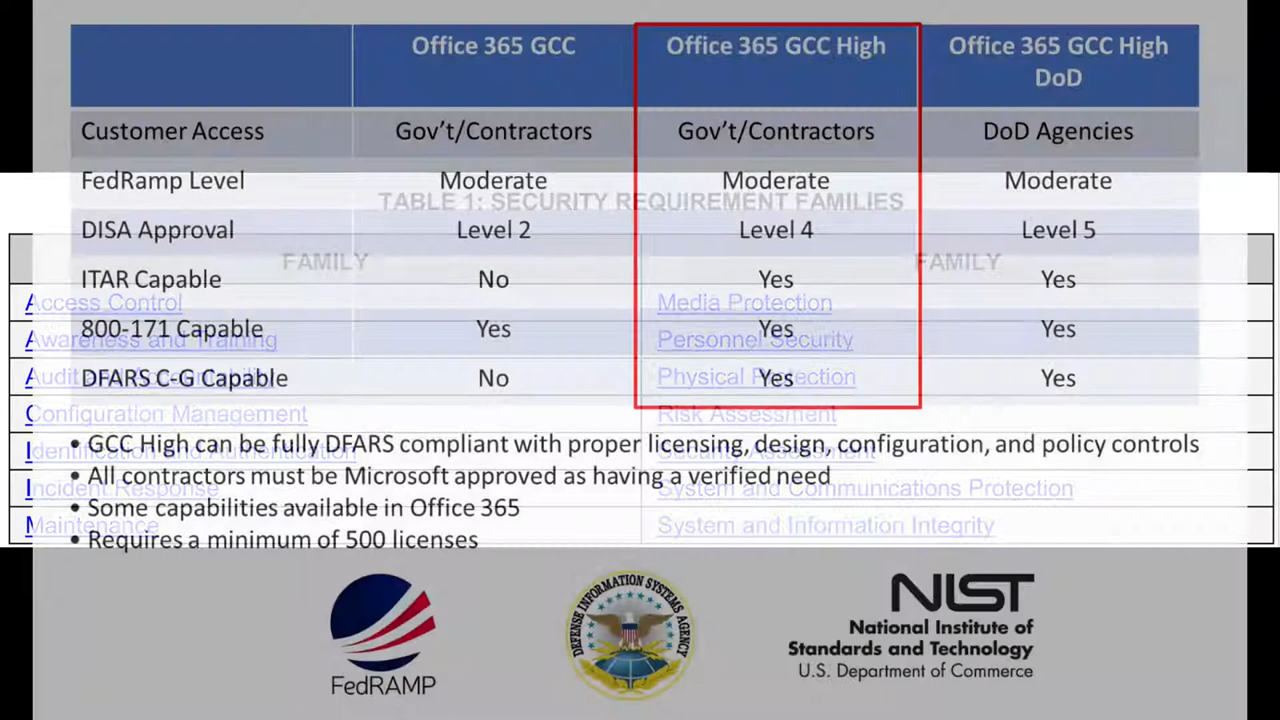 Office 365 GCC
Office 365 GCC High
Office 365 GCC High
DoD
Customer Access Gov't/Contractors Gov't/Contractors DoD Agencies
FedRamp Level Moderate Moderate Moderate
TABLE 1: SECURITY REQUIREMENT FAMILIES
DISA Approval Level 2 Level 4 Level 5
FAMILY FAMILY
ITAR Capable No Yes Yes
Access Control Media Protection
800-171 Capable Yes Yes Yes
Awareness and Training Personnel Security
DFARS C-G Capable No Yes Yes
Audit and Accountability Physical Protection
Configuration Management Risk Assessment
• GCC High can be fully DFARS compliant with proper licensing, design, configuration, and policy controls
Identification and Authentication Security Assessment
• All contractors must be Microsoft approved as having a verified need
Incident Response System and Communications Protection
• Some capabilities available in Office 365
Maintenance System and Information Integrity
• Requires a minimum of 500 licenses
FedRAMP
DEFENSE INFORMATION SYSTEMS AGENCY
NIST
National Institute of
Standards and Technology
U.S. Department of Commerce